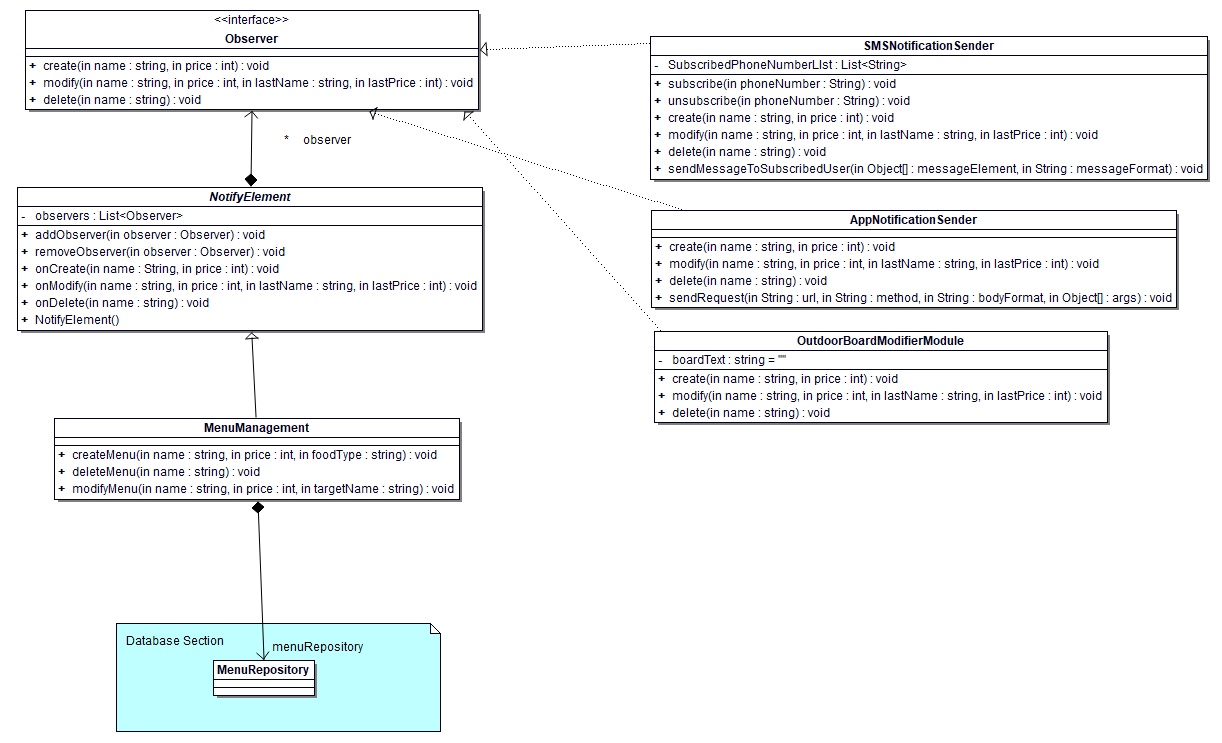 <<interface>>
Observer
+ create(in name : string, in price : int) : void
+ modify(in name : string, in price : int, in lastName : string, in lastPrice : int) : void
+ delete(in name : string) : void
* observer
NotifyElement
- observers : List<Observer>
+ addObserver(in observer : Observer) : void
+ removeObserver(in observer : Observer) : void
+ onCreate(in name : String, in price : int) : void
+ onModify(in name : string, in price : int, in lastName : string, in lastPrice : int) : void
+ onDelete(in name : string) : void
+ NotifyElement()
MenuManagement
+ createMenu(in name : string, in price : int, in foodType : string) : void
+ deleteMenu(in name : string) : void
+ modifyMenu(in name : string, in price : int, in targetName : string) : void
Database Section
menuRepository
MenuRepository
SMSNotificationSender
- SubscribedPhoneNumberLIst : List<String>
+ subscribe(in phoneNumber : String) : void
+ unsubscribe(in phoneNumber : String) : void
+ create(in name : string, in price : int) : void
+ modify(in name : string, in price : int, in lastName : string, in lastPrice : int) : void
+ delete(in name : string) : void
+ sendMessageToSubscribedUser(in Object[] : messageElement, in String : messageFormat) : void
AppNotificationSender
+ create(in name : string, in price : int) : void
+ modify(in name : string, in price : int, in lastName : string, in lastPrice : int) : void
+ delete(in name : string) : void
+ sendRequest(in String : url, in String : method, in String : bodyFormat, in Object[] : args) : void
OutdoorBoardModifierModule
- boardText : string = ""
+ create(in name : string, in price : int) : void
+ modify(in name : string, in price : int, in lastName : string, in lastPrice : int) : void
+ delete(in name : string) : void